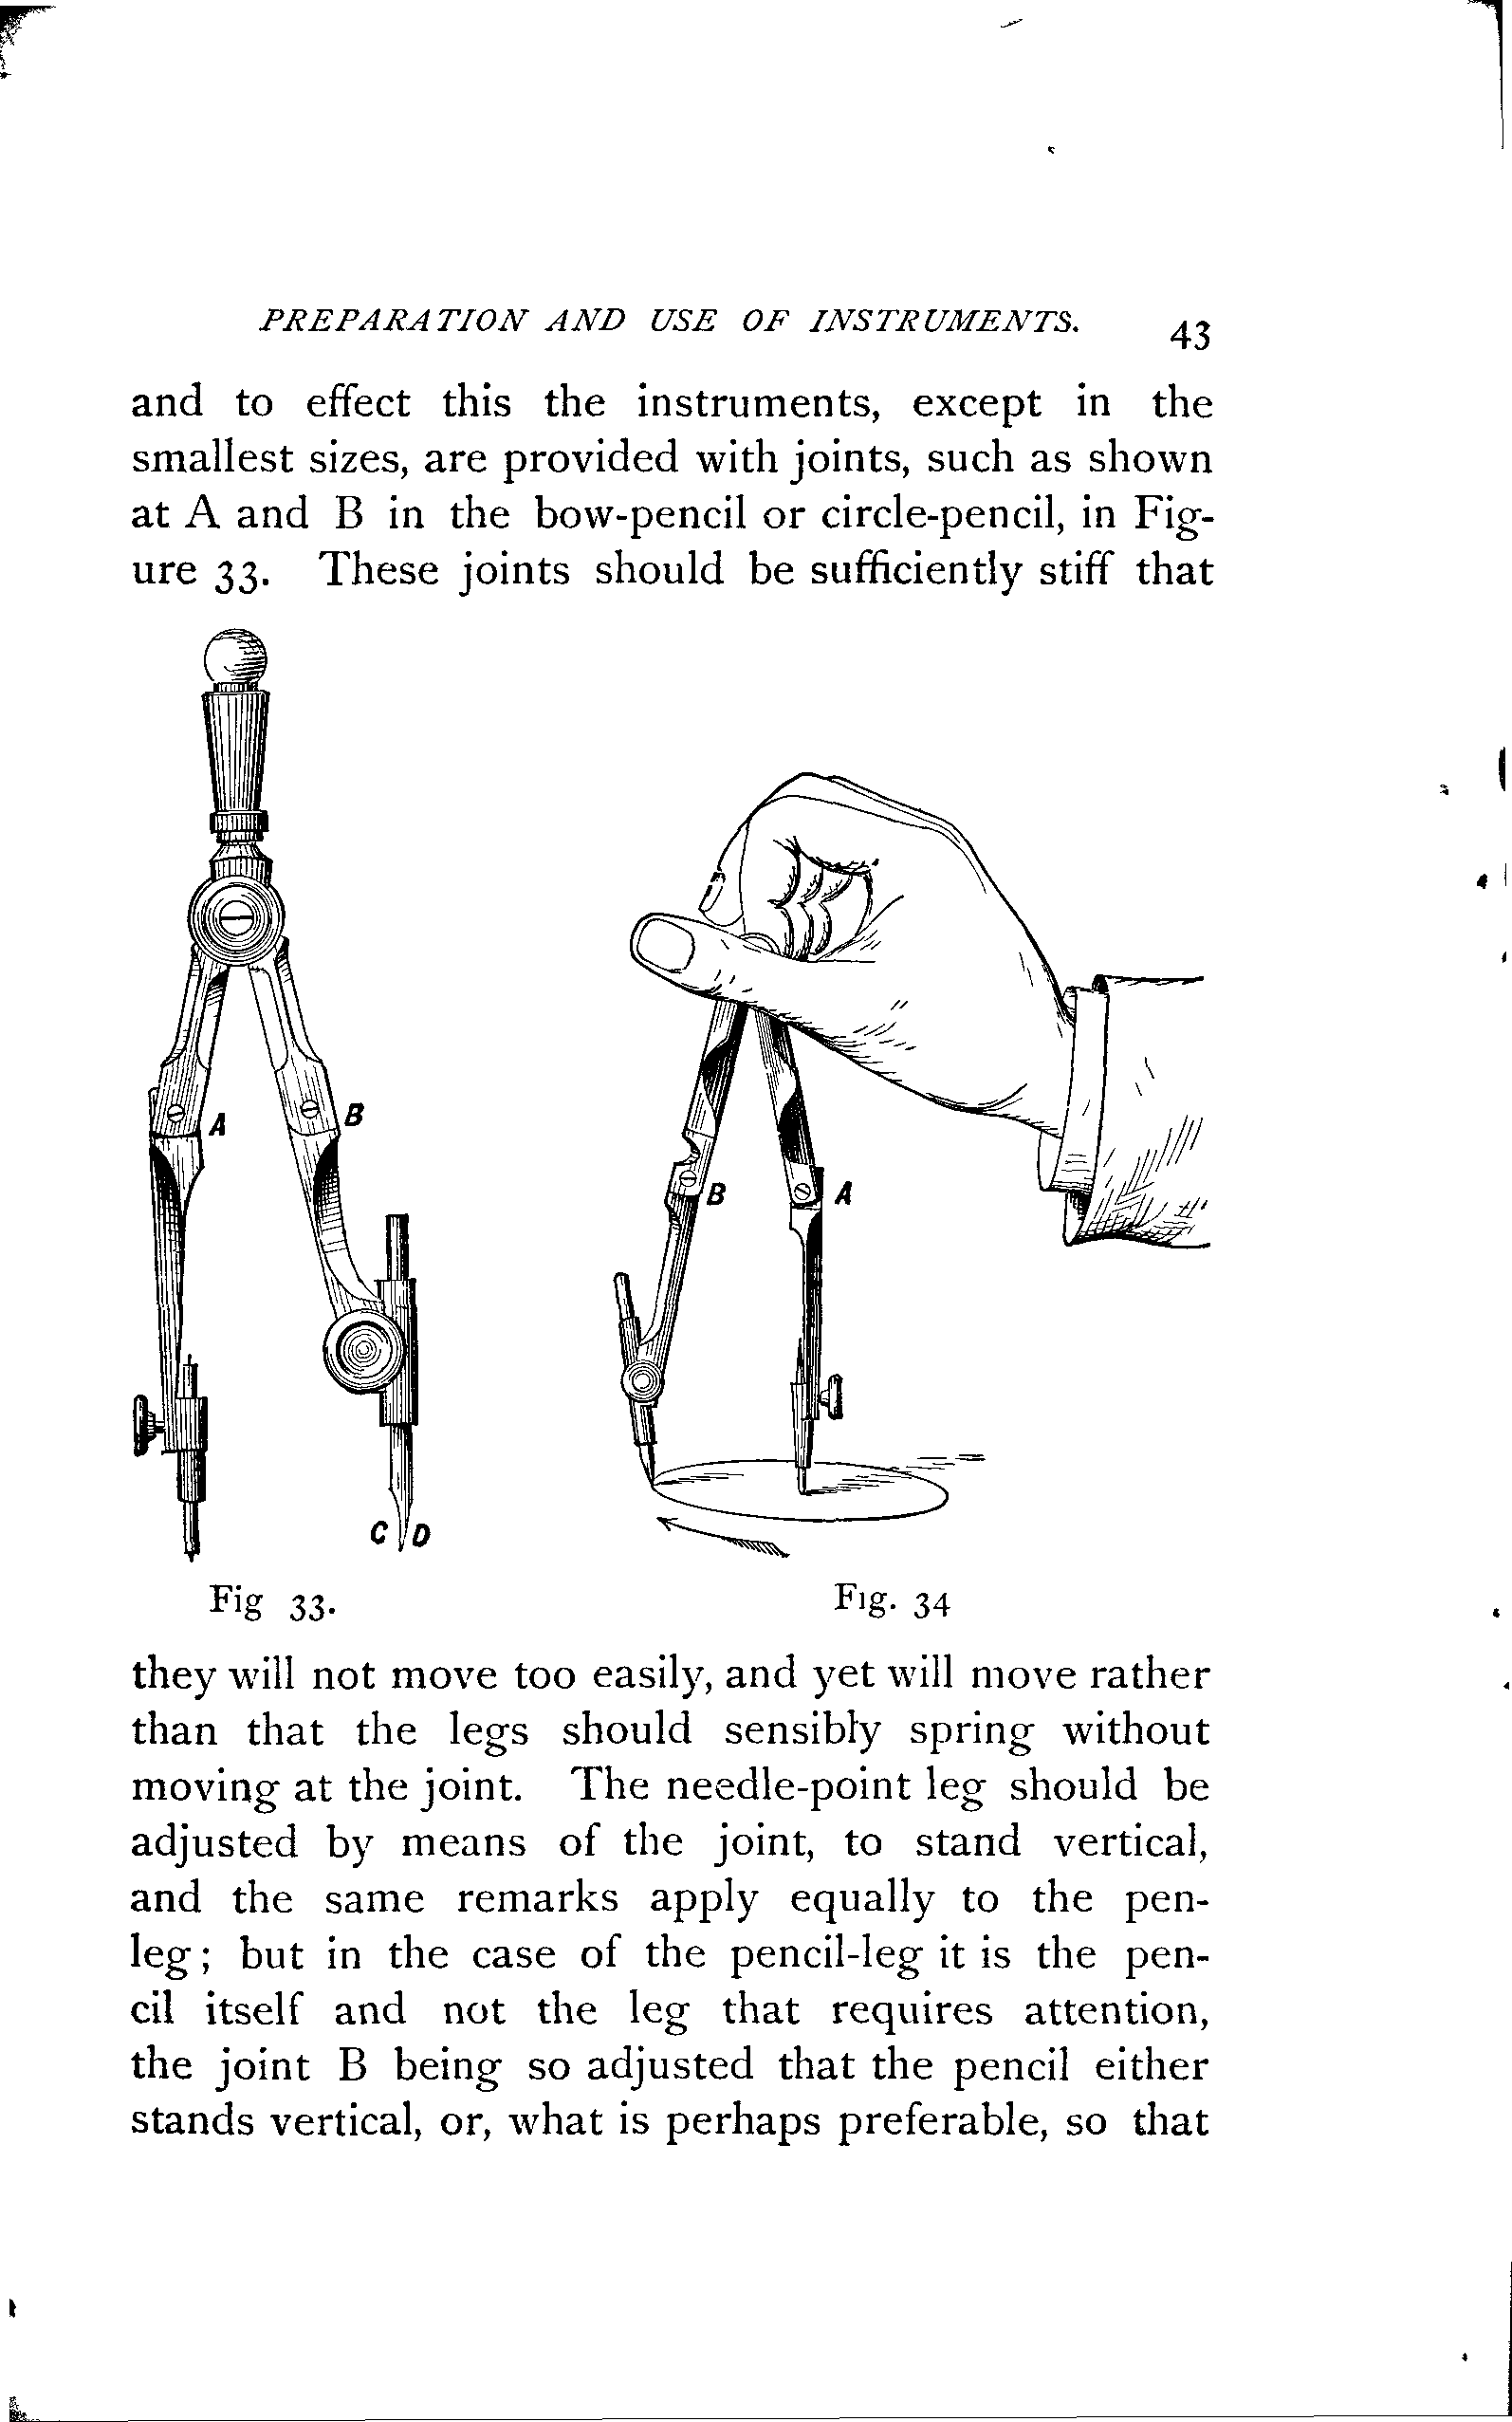 PREPARATION AND USE OF INSTRUMENTS. 43
and to effect this the instruments, except in the
smallest sizes, are provided with joints, such as shown
at A and B in the bow-pencil or circle-pencil, in Fig-
ure 33. These joints should be sufficiently stiff that
A B
B A
C D
Fig 33.
Fig. 34
they will not move too easily, and yet will move rather
than that the legs should sensibly spring without
moving at the joint. The needle-point leg should be
adjusted by means of the joint, to stand vertical,
and the same remarks apply equally to the pen-
leg; but in the case of the pencil-leg it is the pen-
cil itself and not the leg that requires attention,
the joint B being so adjusted that the pencil either
stands vertical, or, what is perhaps preferable, so that